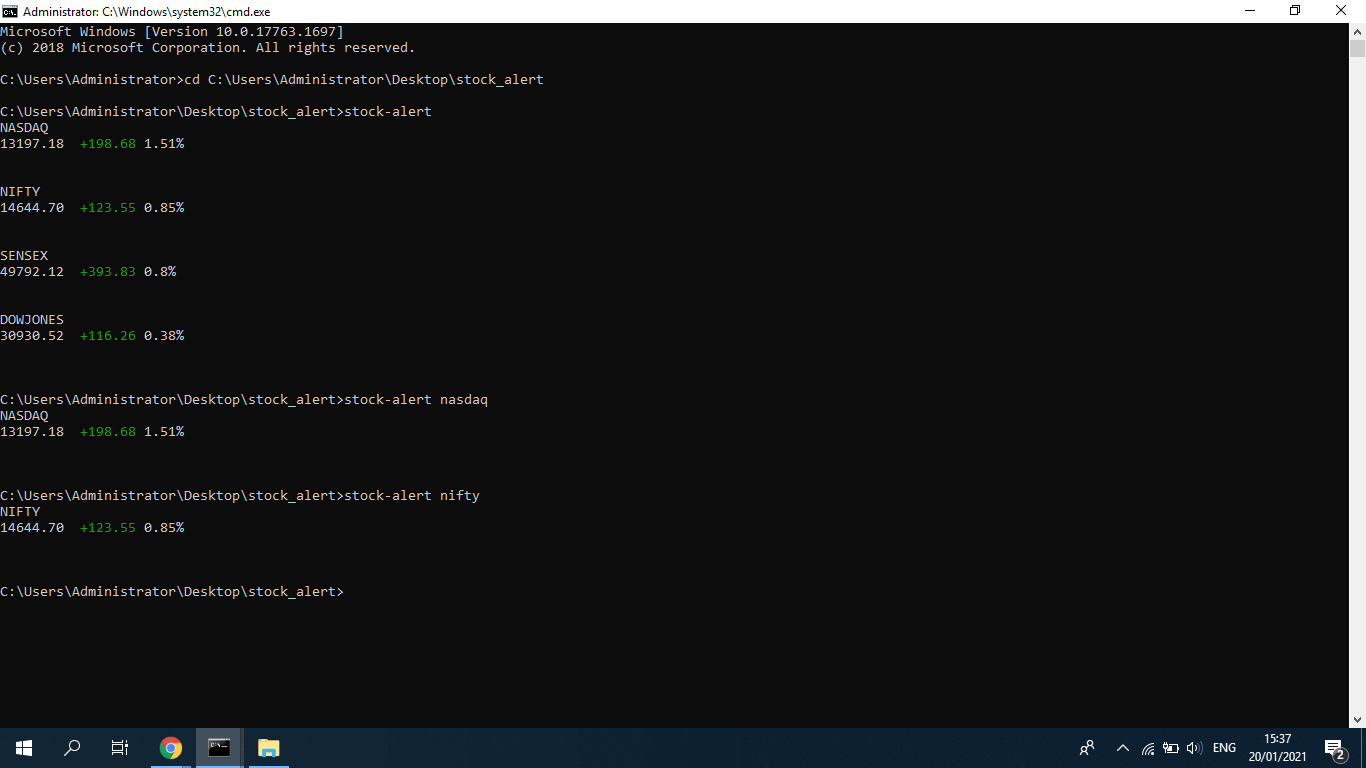 Administrator: C:\Windows\system32\cmd.exe
Microsoft Windows [Version 10.0.17763.1697]
(c) 2018 Microsoft Corporation. All rights reserved.
C:\Users\Administrator>cd C:\Users\Administrator\Desktop\stock_alert
C:\Users\Administrator\Desktop\stock_alert>stock-alert
NASDAQ
13197.18  +198.68 1.51%
NIFTY
14644.70  +123.55 0.85%
SENSEX
49792.12  +393.83 0.8%
DOWJONES
30930.52  +116.26 0.38%
C:\Users\Administrator\Desktop\stock_alert>stock-alert nasdaq
NASDAQ
13197.18  +198.68 1.51%
C:\Users\Administrator\Desktop\stock_alert>stock-alert nifty
NIFTY
14644.70  +123.55 0.85%
C:\Users\Administrator\Desktop\stock_alert>
ENG
15:37
20/01/2021
2